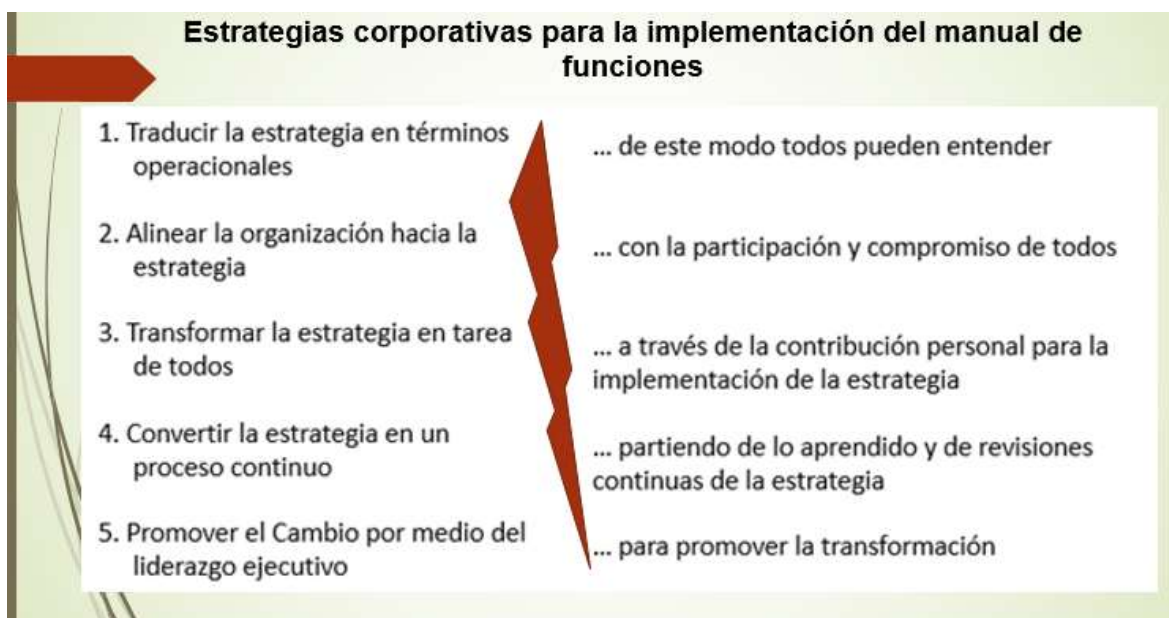 Estrategias corporativas para la implementación del manual de
funciones
1. Traducir la estrategia en términos
operacionales
... de este modo todos pueden entender
2. Alinear la organización hacia la
estrategia
... con la participación y compromiso de todos
3. Transformar la estrategia en tarea
de todos
... a través de la contribución personal para la
implementación de la estrategia
4. Convertir la estrategia en un
proceso continuo
... partiendo de lo aprendido y de revisiones
continuas de la estrategia
5. Promover el Cambio por medio del
liderazgo ejecutivo
... para promover la transformación